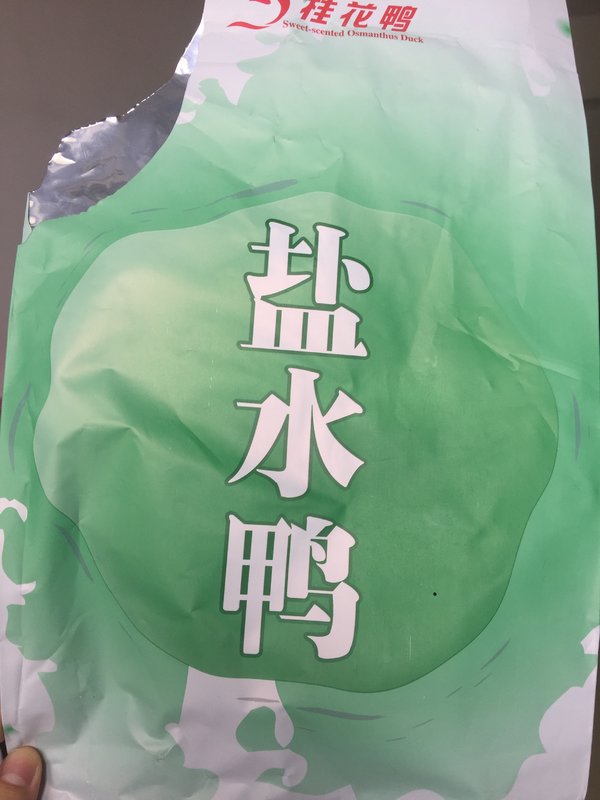 桂花鸭
Sweet-scented Osmanthus Duck
盐水鸭